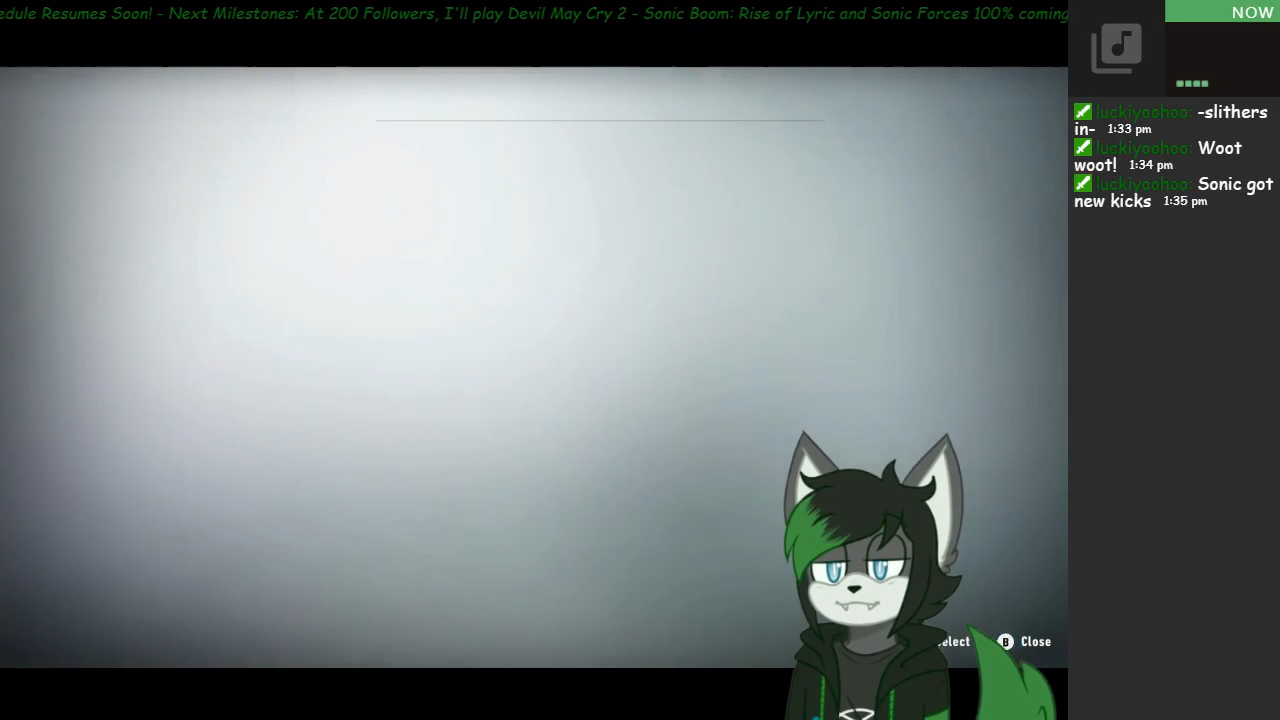 edule Resumes Soon! - Next Milestones: At 200 Followers, I'll play Devil May Cry 2 - Sonic Boom: Rise of Lyric and Sonic Forces 100% coming
NOW
luckiyoohoo: -slithers
in- 1:33 pm
luckiyoohoo: Woot
woot! 1:34 pm
luckiyoohoo: Sonic got
new kicks 1:35 pm
elect B Close